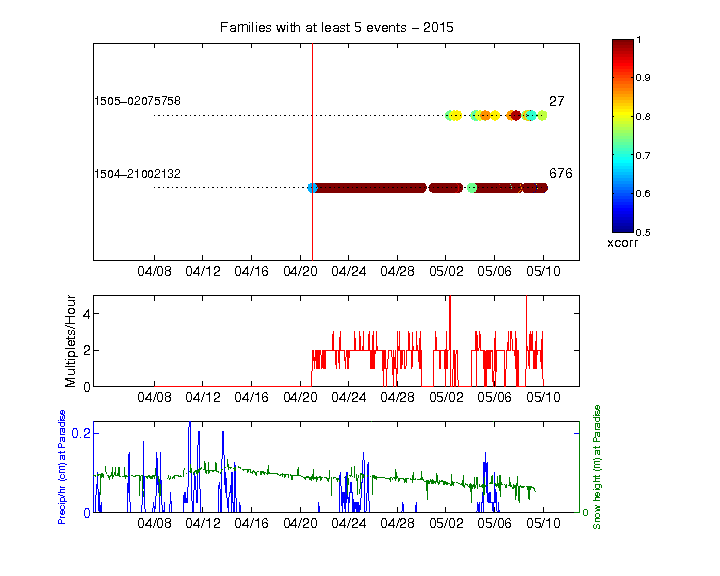 Families with at least 5 events – 2015
1505–02075758
27
1504–21002132
676
04/08 04/12 04/16 04/20 04/24 04/28 05/02 05/06 05/10
1
0.9
0.8
0.7
0.6
0.5
xcorr
Multiplets/Hour
4
2
0
04/08 04/12 04/16 04/20 04/24 04/28 05/02 05/06 05/10
Precip/hr (cm) at Paradise
0.2
0
04/08 04/12 04/16 04/20 04/24 04/28 05/02 05/06 05/10
0
Snow height (m) at Paradise